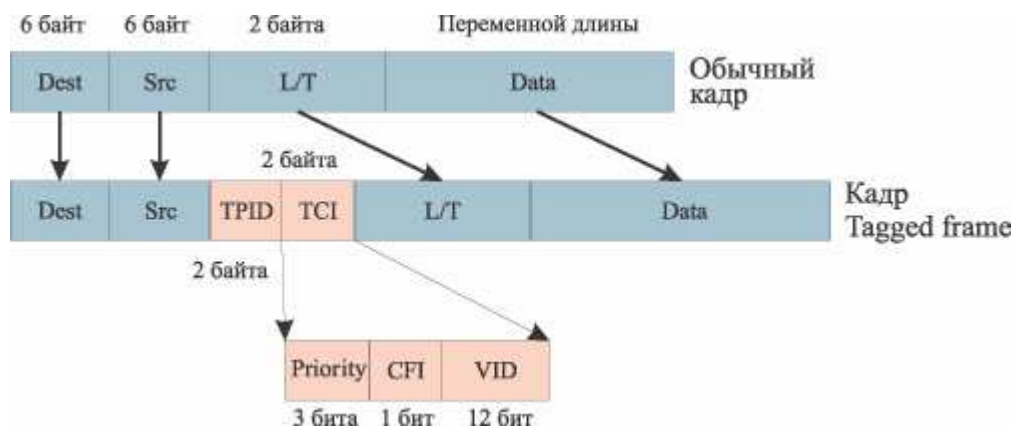 6 байт 6 байт 2 байта Переменной длины
Dest Src L/T Data Обычный
кадр
2 байта
Dest Src TPID TCI L/T Data Кадр
Tagged frame
2 байта
Priority CFI VID
3 бита 1 бит 12 бит